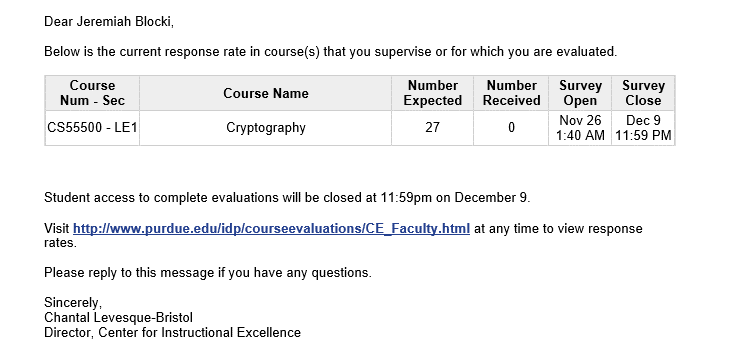 Dear Jeremiah Blocki,
Below is the current response rate in course(s) that you supervise or for which you are evaluated.
Course Num - Sec Course Name Number Expected Number Received Survey Open Survey Close
CS55500 - LE1 Cryptography 27 0 Nov 26 1:40 AM Dec 9 11:59 PM
Student access to complete evaluations will be closed at 11:59pm on December 9.
Visit http://www.purdue.edu/idp/courseevaluations/CE_Faculty.html at any time to view response
rates.
Please reply to this message if you have any questions.
Sincerely,
Chantal Levesque-Bristol
Director, Center for Instructional Excellence